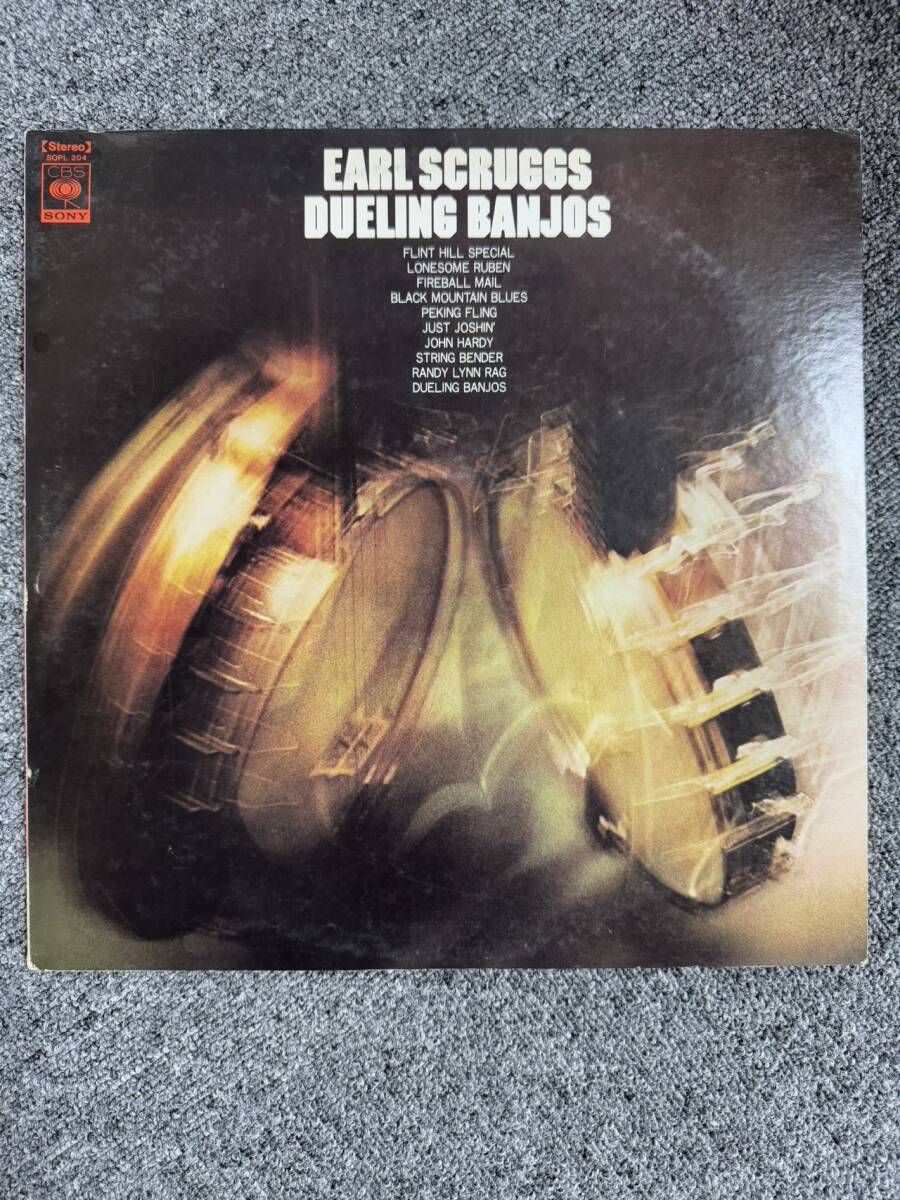 【Stereo】
SOPL 204
CBS
SONY
EARL SCRUGGS
DUELING BANJOS
FLINT HILL SPECIAL
LONESOME RUBEN
FIREBALL MAIL
BLACK MOUNTAIN BLUES
PEKING FLING
JUST JOSHIN'
JOHN HARDY
STRING BENDER
RANDY LYNN RAG
DUELING BANJOS